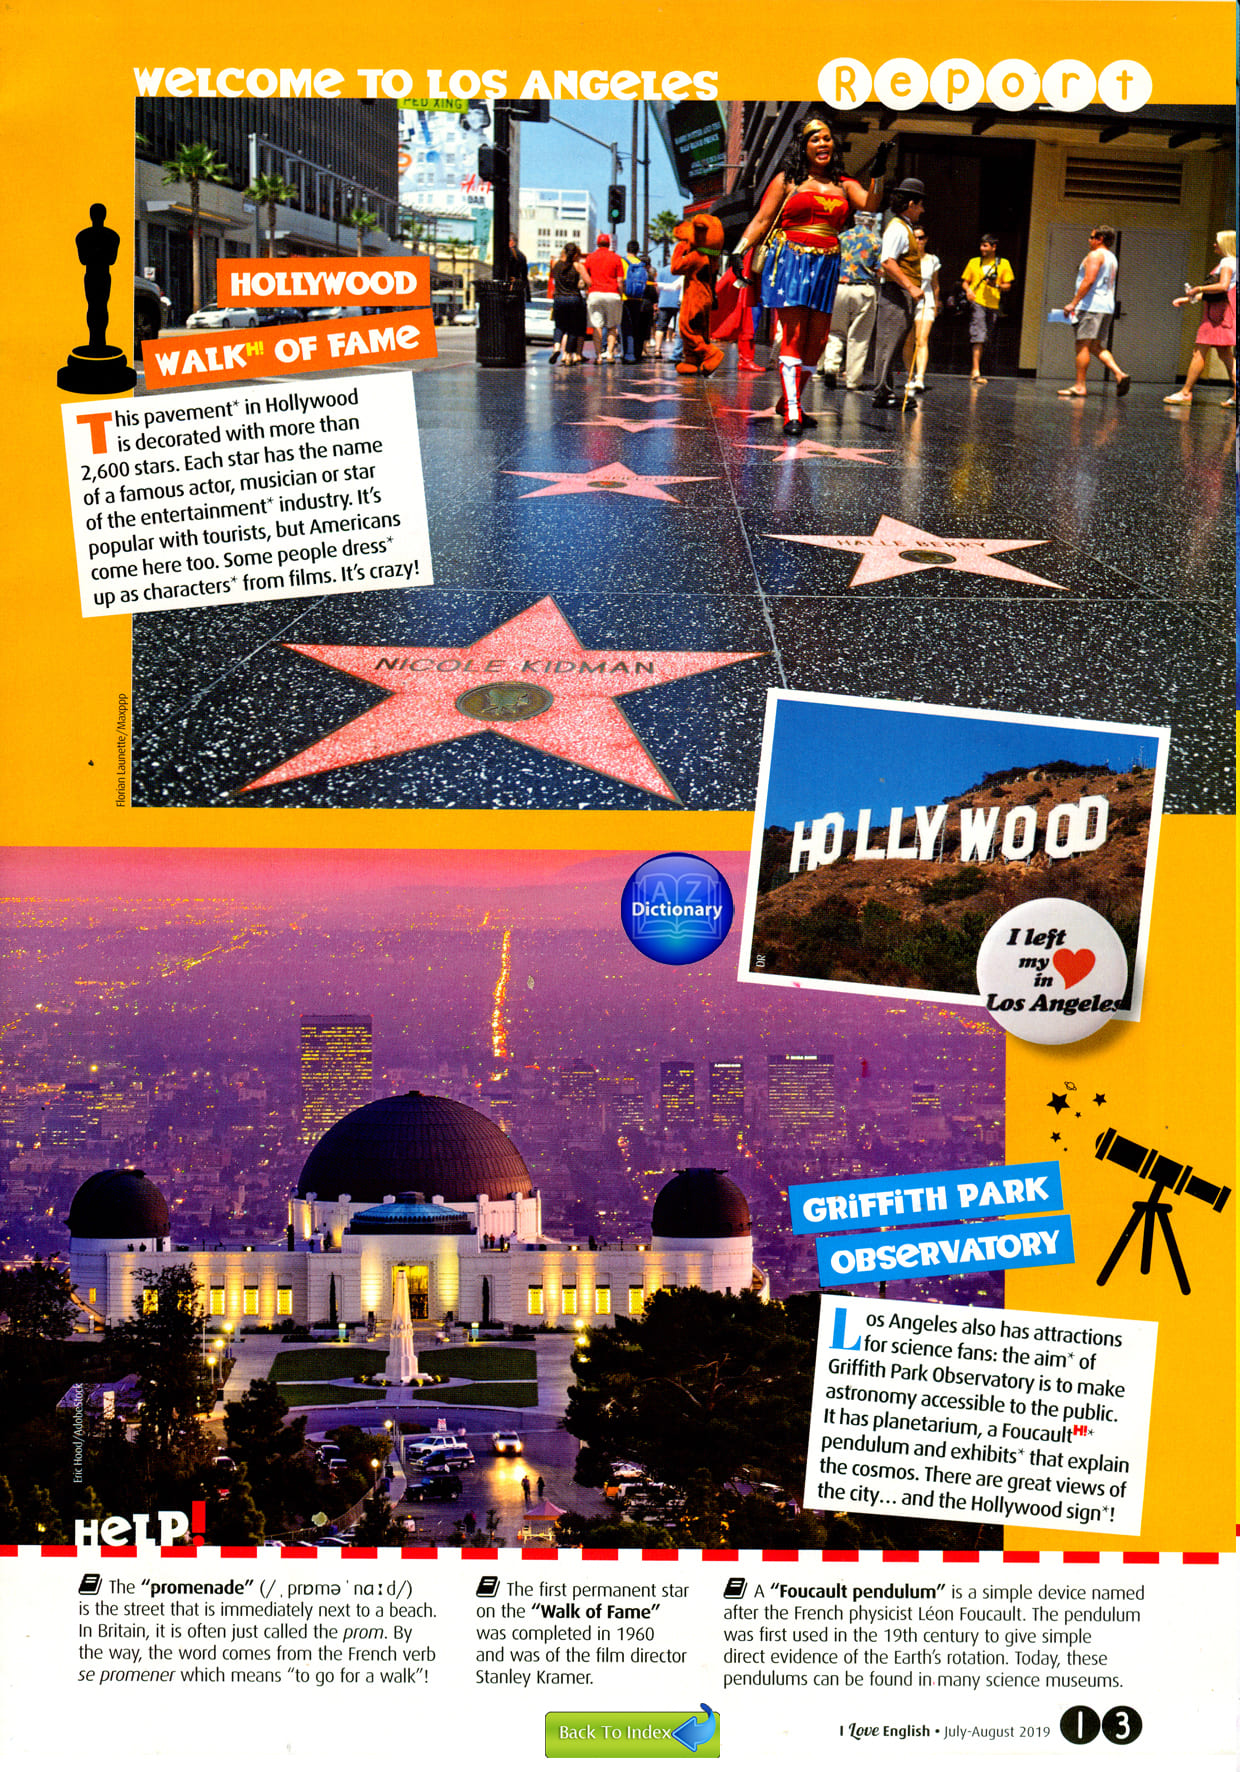 WELCOME TO LOS ANGELES
Report
PED XING
HOLLYWOOD
WALK H! OF FAME
This pavement* in Hollywood
is decorated with more than
2,600 stars. Each star has the name
of a famous actor, musician or star
of the entertainment* industry. It's
popular with tourists, but Americans
come here too. Some people dress*
up as characters* from films. It's crazy!
HALLE BERRY
NICOLE KIDMAN
Florian Launette/Maxppp
HOLLYWOOD
DR
I left
my
in
Los Angeles
A Z
Dictionary
GRIFFITH PARK
OBSERVATORY
Los Angeles also has attractions
for science fans: the aim* of
Griffith Park Observatory is to make
astronomy accessible to the public.
It has planetarium, a Foucault H!*
pendulum and exhibits* that explain
the cosmos. There are great views of
the city... and the Hollywood sign*!
Eric Hood/AdobeStock
HELP!
The "promenade" (/ˌprɒməˈnɑːd/)
is the street that is immediately next to a beach.
In Britain, it is often just called the prom. By
the way, the word comes from the French verb
se promener which means "to go for a walk"!
The first permanent star
on the "Walk of Fame"
was completed in 1960
and was of the film director
Stanley Kramer.
A "Foucault pendulum" is a simple device named
after the French physicist Léon Foucault. The pendulum
was first used in the 19th century to give simple
direct evidence of the Earth's rotation. Today, these
pendulums can be found in many science museums.
Back To Index
I Love English • July-August 2019 13